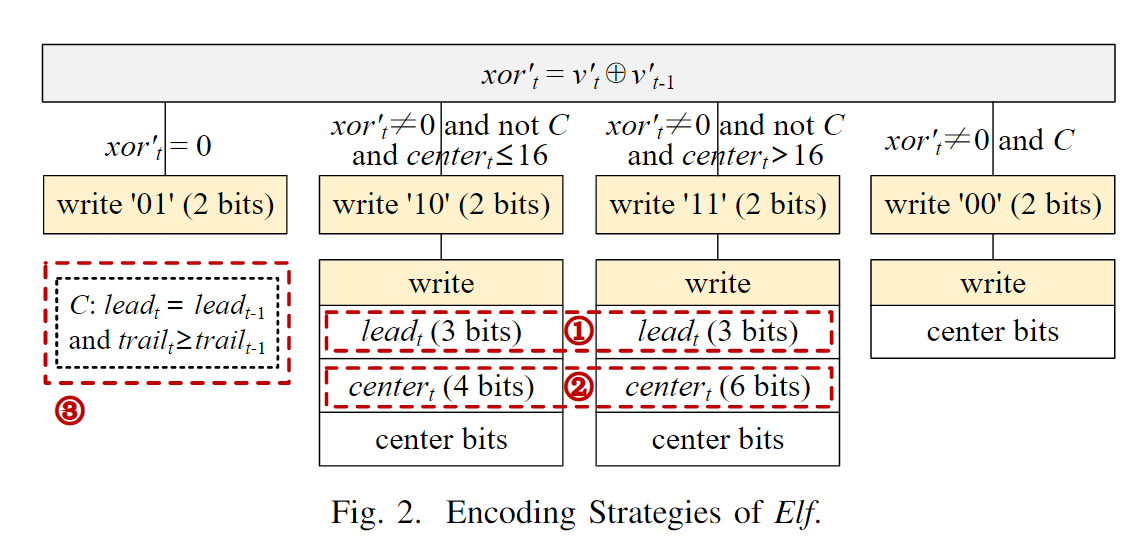 xor't = v't ⊕ v't-1
xor't = 0
xor't ≠ 0 and not C
and centert ≤ 16
xor't ≠ 0 and not C
and centert > 16
xor't ≠ 0 and C
write '01' (2 bits)
write '10' (2 bits)
write '11' (2 bits)
write '00' (2 bits)
C: leadt = leadt-1
and trailt ≥ trailt-1
③
write
leadt (3 bits)
①
centert (4 bits)
②
center bits
write
leadt (3 bits)
centert (6 bits)
center bits
write
center bits
Fig. 2. Encoding Strategies of Elf.